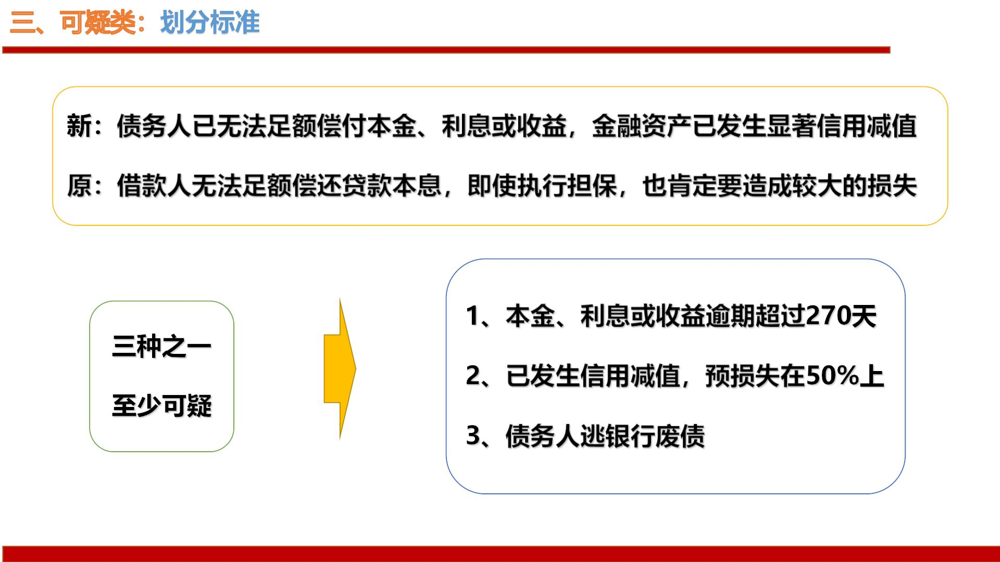 三、可疑类：划分标准
新：债务人已无法足额偿付本金、利息或收益，金融资产已发生显著信用减值
原：借款人无法足额偿还贷款本息，即使执行担保，也肯定要造成较大的损失
三种之一
至少可疑
1、本金、利息或收益逾期超过270天
2、已发生信用减值，预损失在50%上
3、债务人逃银行废债